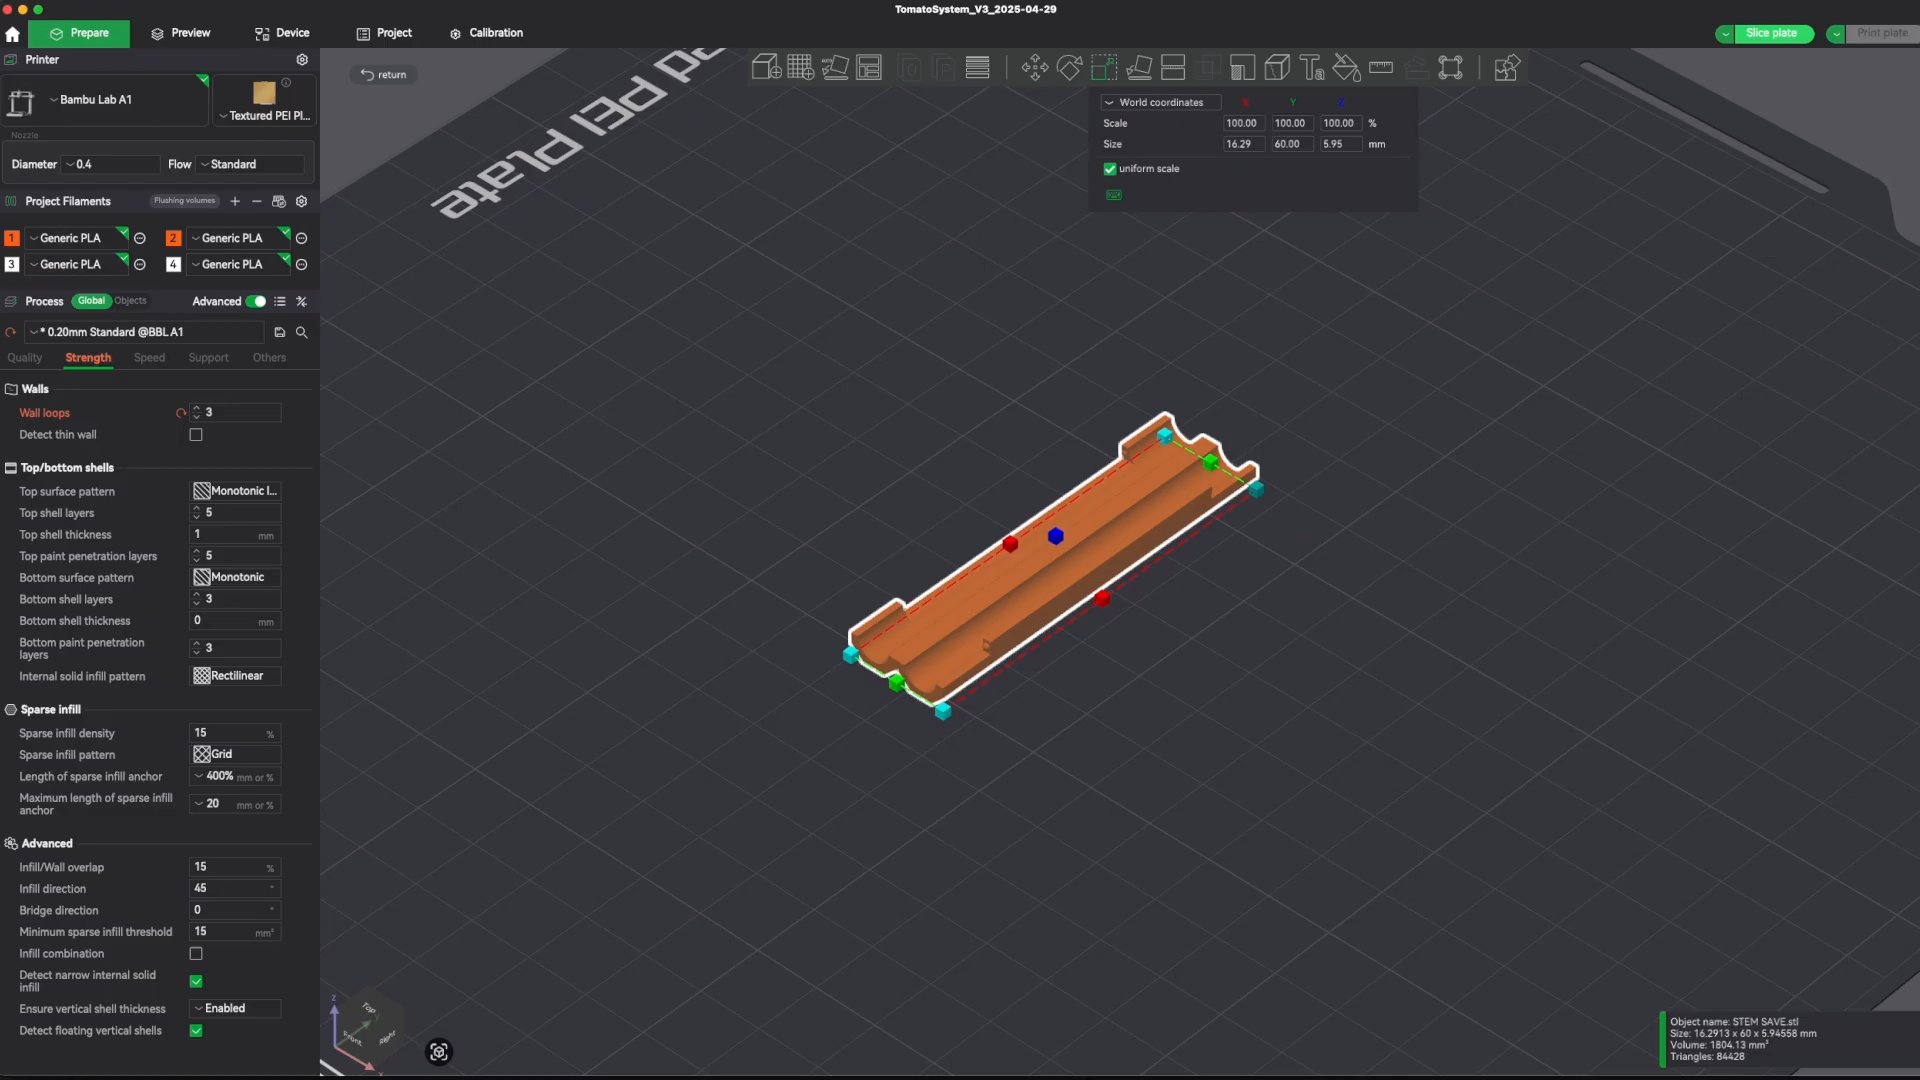 TomatoSystem_V3_2025-04-29
Prepare
Preview
Device
Project
Calibration
Slice plate
Print plate
Printer
Bambu Lab A1
Textured PEI Pl...
Nozzle
Diameter 0.4 Flow Standard
Project Filaments Flushing volumes
1 Generic PLA 2 Generic PLA
3 Generic PLA 4 Generic PLA
Process Global Objects Advanced
* 0.20mm Standard @BBL A1
Quality Strength Speed Support Others
Walls
Wall loops 3
Detect thin wall
Top/bottom shells
Top surface pattern Monotonic l...
Top shell layers 5
Top shell thickness 1 mm
Top paint penetration layers 5
Bottom surface pattern Monotonic
Bottom shell layers 3
Bottom shell thickness 0 mm
Bottom paint penetration
layers 3
Internal solid infill pattern Rectilinear
Sparse infill
Sparse infill density 15 %
Sparse infill pattern Grid
Length of sparse infill anchor 400% mm or %
Maximum length of sparse infill
anchor 20 mm or %
Advanced
Infill/Wall overlap 15 %
Infill direction 45 °
Bridge direction 0 °
Minimum sparse infill threshold 15 mm²
Infill combination
Detect narrow internal solid
infill
Ensure vertical shell thickness Enabled
Detect floating vertical shells
return
PEI Plate
World coordinates X Y Z
Scale 100.00 100.00 100.00 %
Size 16.29 60.00 5.95 mm
uniform scale
Z
Top
Front
Right
Object name: STEM SAVE.stl
Size: 16.2913 x 60 x 5.94558 mm
Volume: 1804.13 mm³
Triangles: 84428